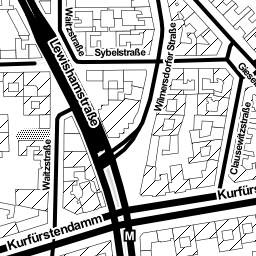 Waitzstraße
Sybelstraße
Lewishamstraße
Wilmersdorfer Straße
Giese
Waitzstraße
Clausewitzstraße
Kurfürstendamm
Kurfürs
M